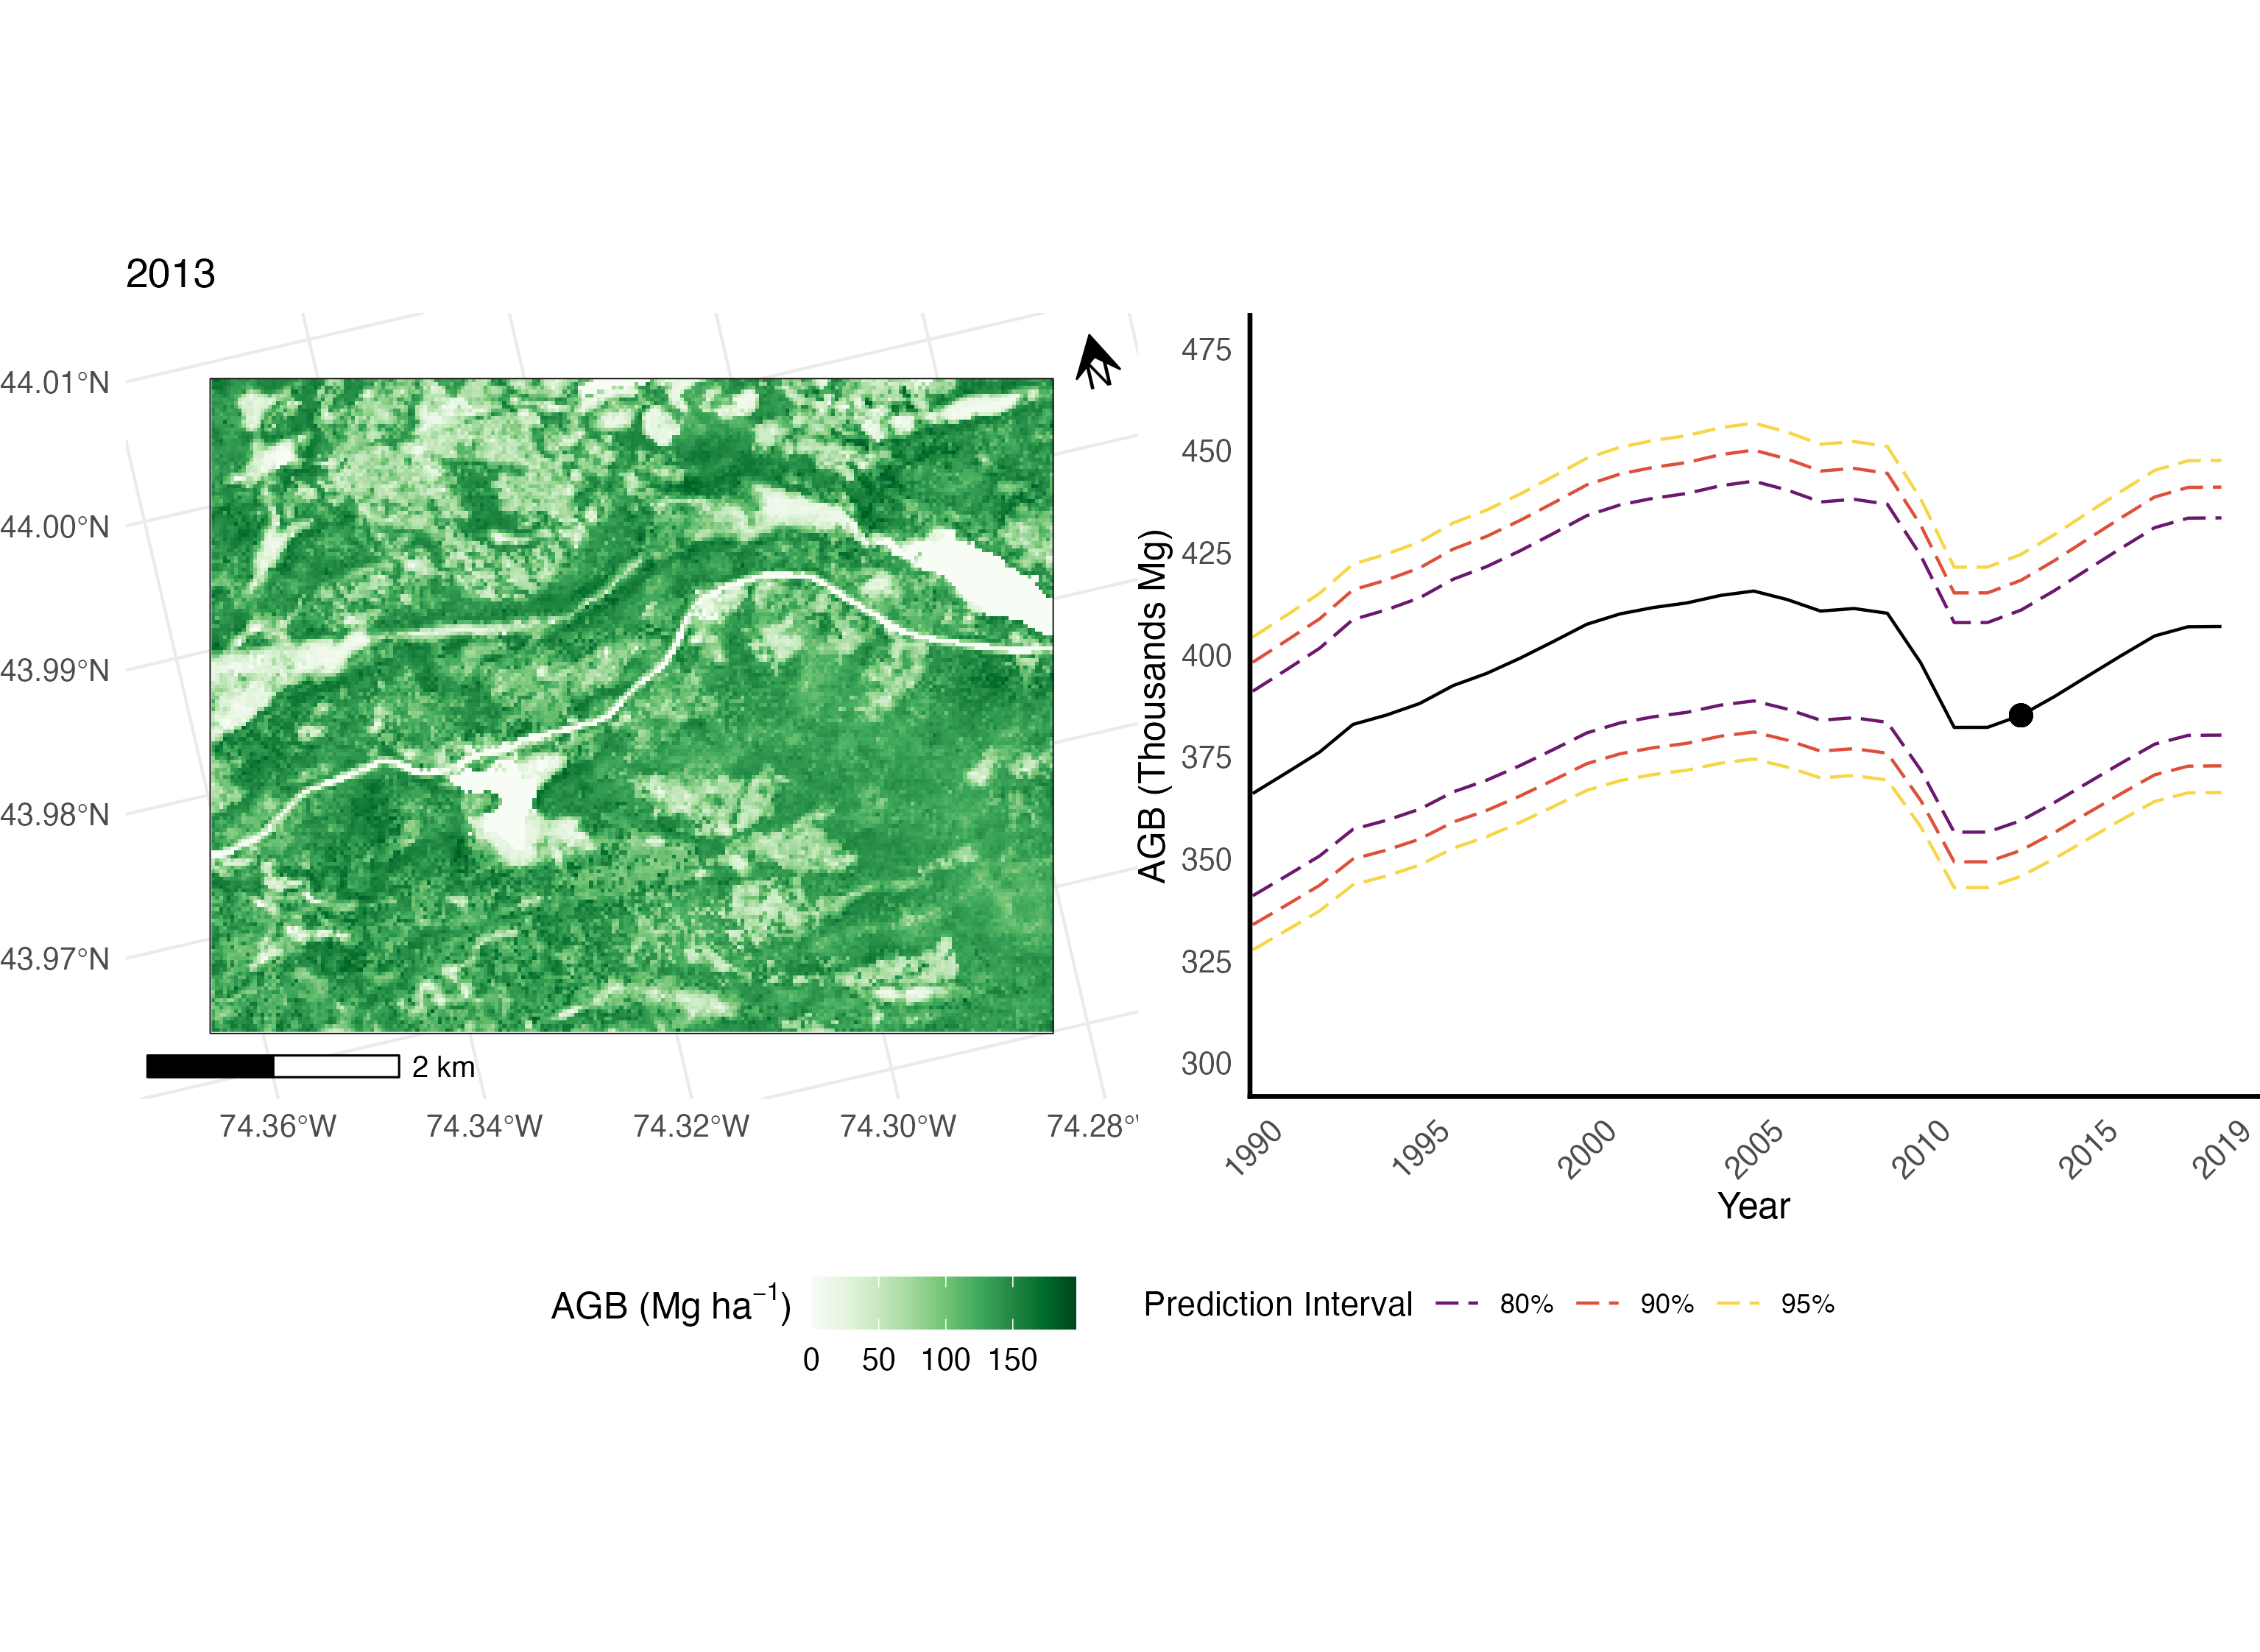 2013
44.01°N
44.00°N
43.99°N
43.98°N
43.97°N
N
2 km
74.36°W
74.34°W
74.32°W
74.30°W
74.28°
AGB (Thousands Mg)
475
450
425
400
375
350
325
300
1990
1995
2000
2005
2010
2015
2019
Year
AGB (Mg ha⁻¹)
0 50 100 150
Prediction Interval 80% 90% 95%